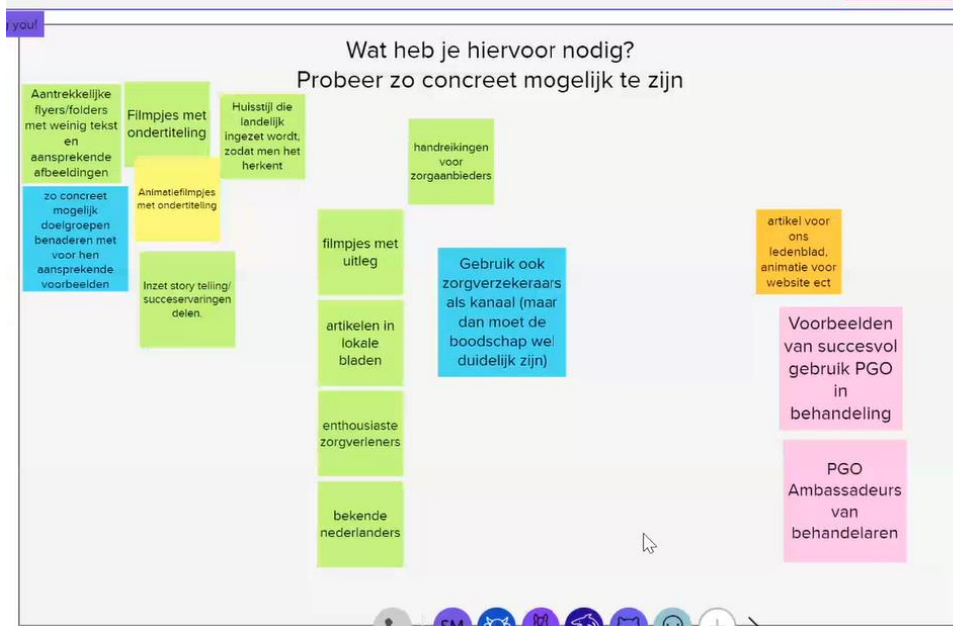 you!
Wat heb je hiervoor nodig?
Probeer zo concreet mogelijk te zijn
Aantrekkelijke
flyers/folders
met weinig tekst
en
aansprekende
afbeeldingen
Filmpjes met
ondertiteling
Huisstijl die
landelijk
ingezet wordt,
zodat men het
herkent
Animatiefilmpjes
met ondertiteling
zo concreet
mogelijk
doelgroepen
benaderen met
voor hen
aansprekende
voorbeelden
Inzet story telling/
succeservaringen
delen.
handreikingen
voor
zorgaanbieders
filmpjes met
uitleg
artikelen in
lokale
bladen
enthousiaste
zorgverleners
bekende
nederlanders
Gebruik ook
zorgverzekeraars
als kanaal (maar
dan moet de
boodschap wel
duidelijk zijn)
artikel voor
ons
ledenblad,
animatie voor
website ect
Voorbeelden
van succesvol
gebruik PGO
in
behandeling
PGO
Ambassadeurs
van
behandelaren
SM